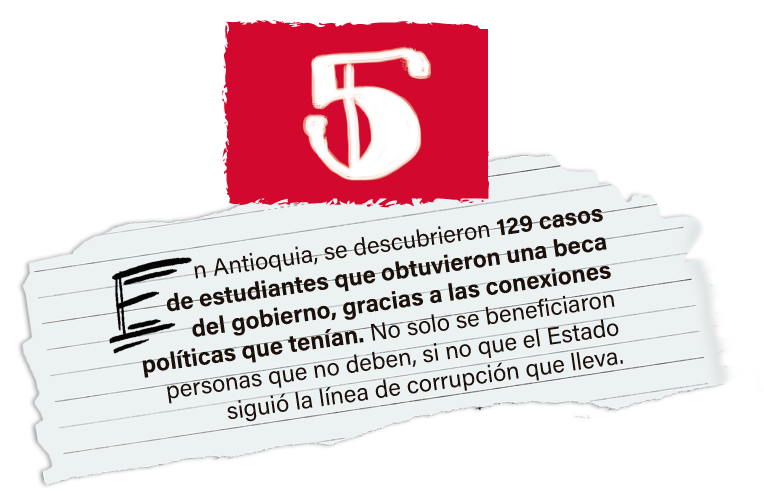 5
En Antioquia, se descubrieron 129 casos
de estudiantes que obtuvieron una beca
del gobierno, gracias a las conexiones
políticas que tenían. No solo se beneficiaron
personas que no deben, si no que el Estado
siguió la línea de corrupción que lleva.